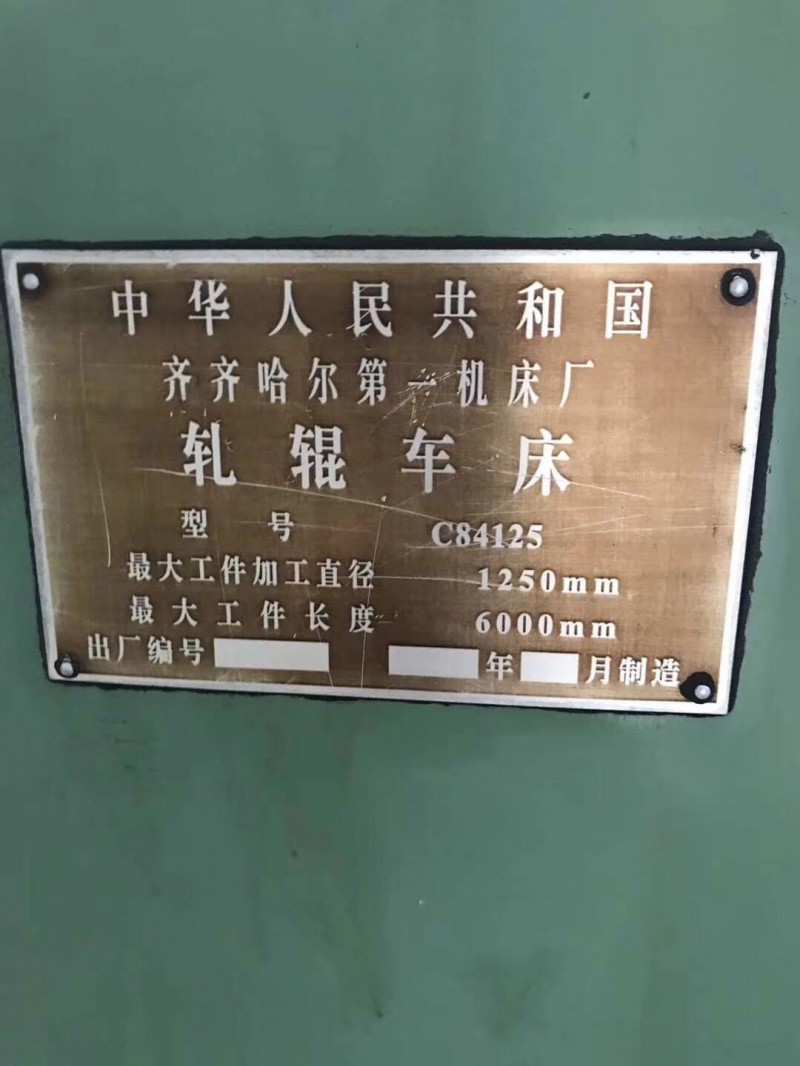 中华人民共和国
齐齐哈尔第一机床厂
轧辊车床
型号 C84125
最大工件加工直径 1250mm
最大工件长度 6000mm
出厂编号 年 月制造